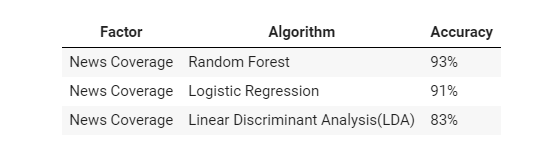 Factor Algorithm Accuracy
News Coverage Random Forest 93%
News Coverage Logistic Regression 91%
News Coverage Linear Discriminant Analysis(LDA) 83%